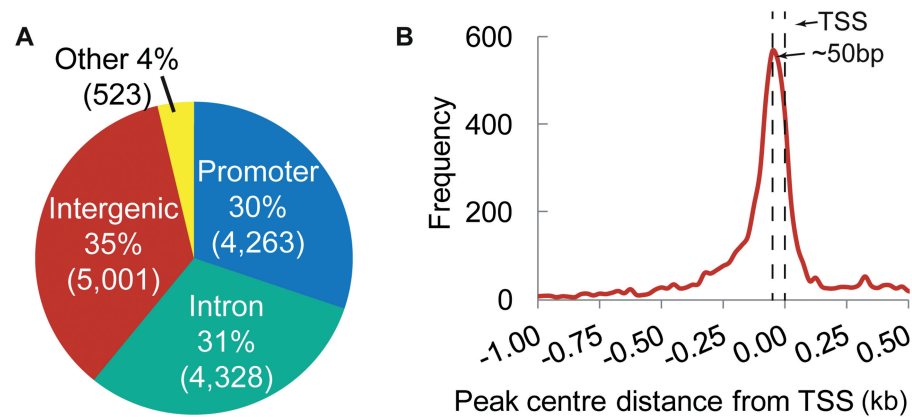 A
Other 4%
(523)
Promoter
30%
(4,263)
Intergenic
35%
(5,001)
Intron
31%
(4,328)
B
TSS
~50bp
Frequency
600
400
200
0
-1.00
-0.75
-0.50
-0.25
0.00
0.25
0.50
Peak centre distance from TSS (kb)